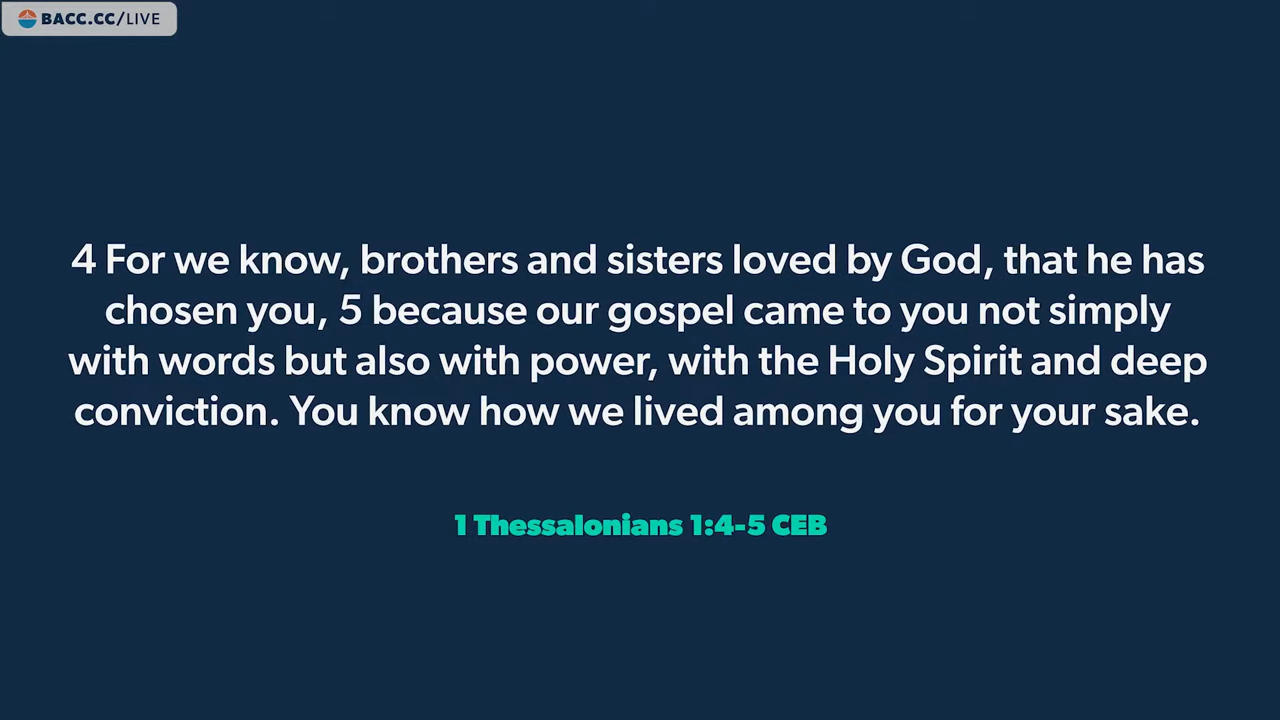 BACC.CC/LIVE
4 For we know, brothers and sisters loved by God, that he has
chosen you, 5 because our gospel came to you not simply
with words but also with power, with the Holy Spirit and deep
conviction. You know how we lived among you for your sake.
1 Thessalonians 1:4-5 CEB